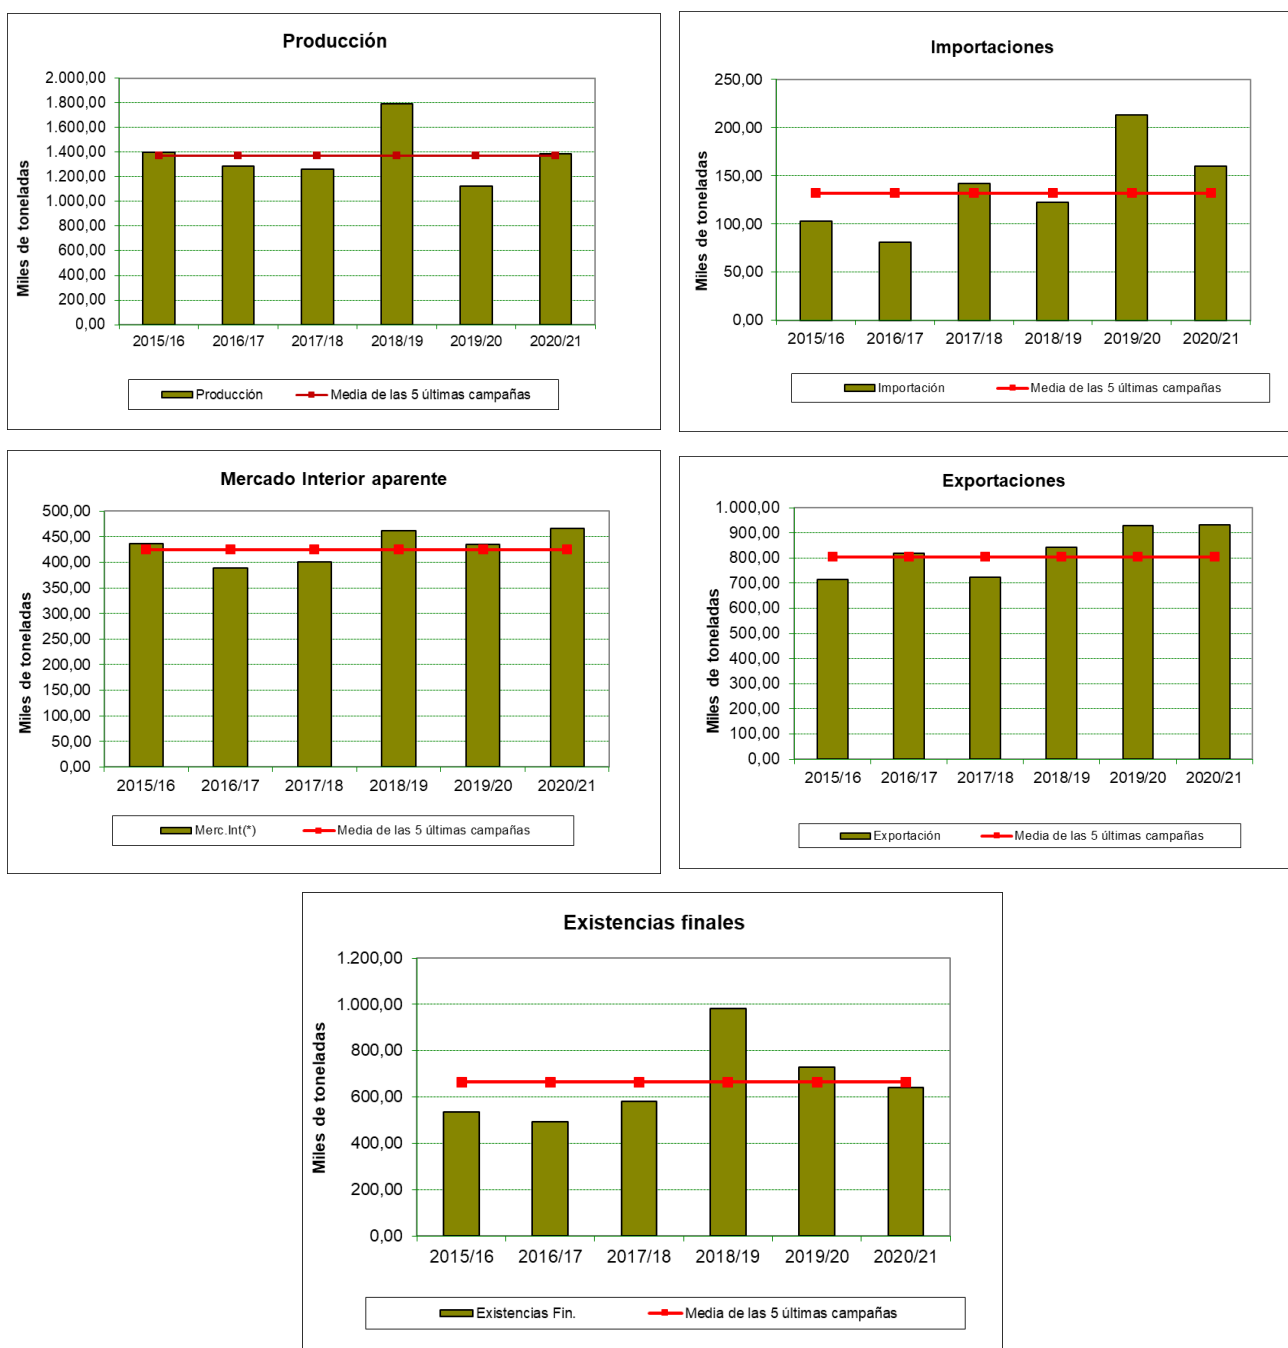 Producción
Miles de toneladas
2.000,00
1.800,00
1.600,00
1.400,00
1.200,00
1.000,00
800,00
600,00
400,00
200,00
0,00
2015/16 2016/17 2017/18 2018/19 2019/20 2020/21
Producción Media de las 5 últimas campañas
Importaciones
Miles de toneladas
250,00
200,00
150,00
100,00
50,00
0,00
2015/16 2016/17 2017/18 2018/19 2019/20 2020/21
Importación Media de las 5 últimas campañas
Mercado Interior aparente
Miles de toneladas
500,00
450,00
400,00
350,00
300,00
250,00
200,00
150,00
100,00
50,00
0,00
2015/16 2016/17 2017/18 2018/19 2019/20 2020/21
Merc.Int(*) Media de las 5 últimas campañas
Exportaciones
Miles de toneladas
1.000,00
900,00
800,00
700,00
600,00
500,00
400,00
300,00
200,00
100,00
0,00
2015/16 2016/17 2017/18 2018/19 2019/20 2020/21
Exportación Media de las 5 últimas campañas
Existencias finales
Miles de toneladas
1.200,00
1.000,00
800,00
600,00
400,00
200,00
0,00
2015/16 2016/17 2017/18 2018/19 2019/20 2020/21
Existencias Fin. Media de las 5 últimas campañas